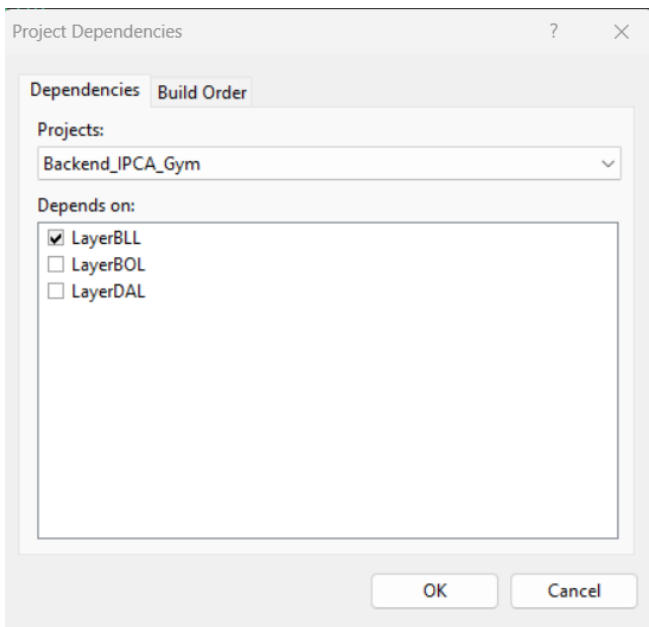 Project Dependencies ?
Dependencies Build Order
Projects:
Backend_IPCA_Gym
Depends on:
LayerBLL
LayerBOL
LayerDAL
OK Cancel